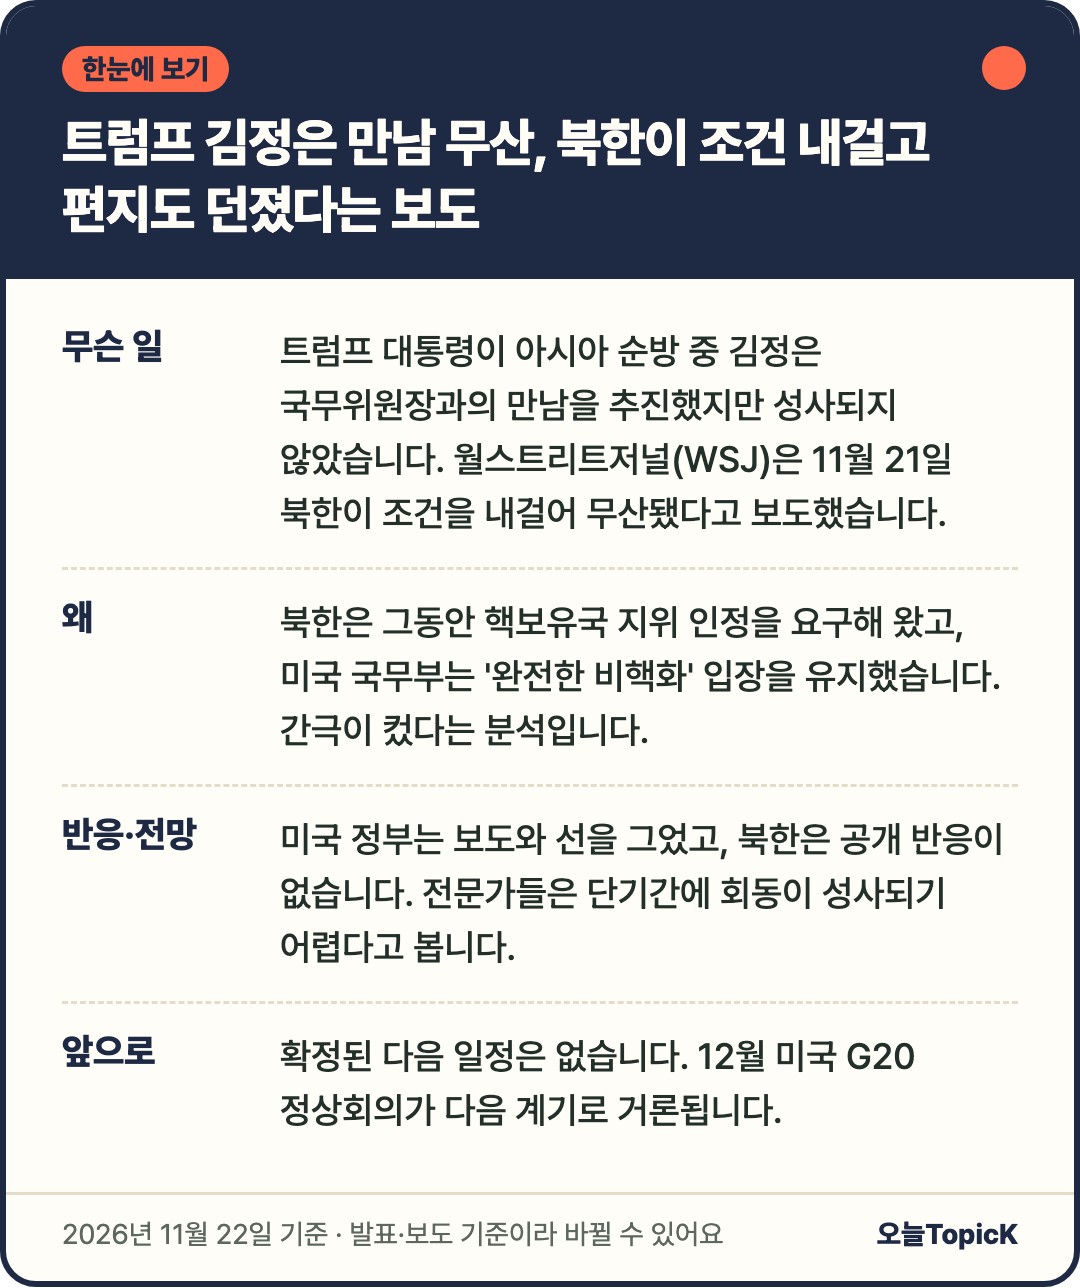 한눈에 보기
트럼프 김정은 만남 무산, 북한이 조건 내걸고
편지도 던졌다는 보도
무슨 일
트럼프 대통령이 아시아 순방 중 김정은
국무위원장과의 만남을 추진했지만 성사되지
않았습니다. 월스트리트저널(WSJ)은 11월 21일
북한이 조건을 내걸어 무산됐다고 보도했습니다.
왜
북한은 그동안 핵보유국 지위 인정을 요구해 왔고,
미국 국무부는 '완전한 비핵화' 입장을 유지했습니다.
간극이 컸다는 분석입니다.
반응·전망
미국 정부는 보도와 선을 그었고, 북한은 공개 반응이
없습니다. 전문가들은 단기간에 회동이 성사되기
어렵다고 봅니다.
앞으로
확정된 다음 일정은 없습니다. 12월 미국 G20
정상회의가 다음 계기로 거론됩니다.
2026년 11월 22일 기준 · 발표·보도 기준이라 바뀔 수 있어요
오늘TopicK